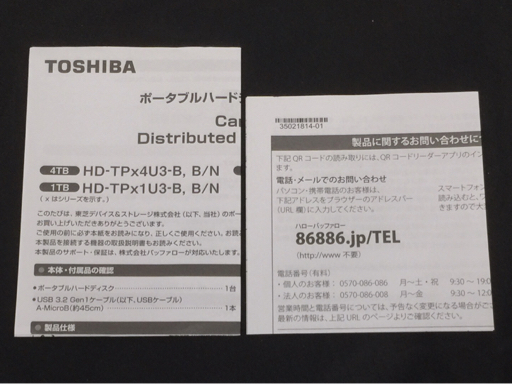 TOSHIBA
ポータブルハード
Ca
Distributed
4TB HD-TPx4U3-B, B/N
1TB HD-TPx1U3-B, B/N
（xはシリーズを示す。）
このたびは、東芝デバイス&ストレージ株式会社（以下、当社）のポー
お買上げいただきありがとうございます。
ご使用の前に必ず本紙をお読みになり、正しくご使用ください。お読みに
本製品を接続する機器の取扱説明書もお読みください。
本製品のサポート・保証は、株式会社バッファローが対応いたします。
● 本体・付属品の確認
●ポータブルハードディスク 1台
●USB 3.2 Gen1ケーブル（以下、USBケーブル）
A-MicroB（約45cm） 1本
● 製品仕様
35021814-01
製品に関するお問い合わせに
下記QRコードの読み取りには、QRコードリーダーアプリのイン
ます。
電話・メールでのお問い合わせ
パソコン・携帯電話のお客様は、
下記アドレスをブラウザーのアドレスバー
（URL欄）に入力してください。
スマートフォン
読み込むと、
きますので
ハローバッファロー
86886.jp/TEL
（http://www 不要）
電話番号（有料）
・個人のお客様： 0570-086-086 月～土・祝 9:30～19:0
・法人のお客様： 0570-086-008 月～金 9:30～12:0
営業時間と電話番号については、予告なく変更になる場合がご
最新の情報は、上記URLのページよりご確認ください。